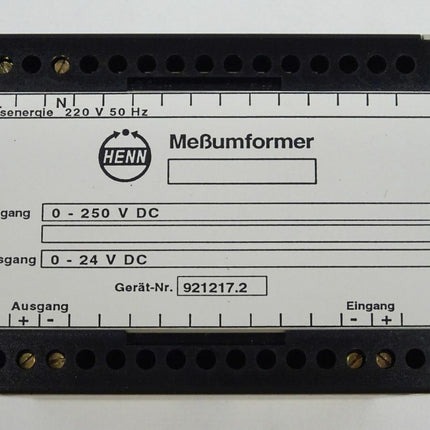 N
senergie 220 V 50 Hz
HENN
Meßumformer
gang 0 - 250 V DC
sgang 0 - 24 V DC
Gerät-Nr. 921217.2
Ausgang Eingang
+ - - +